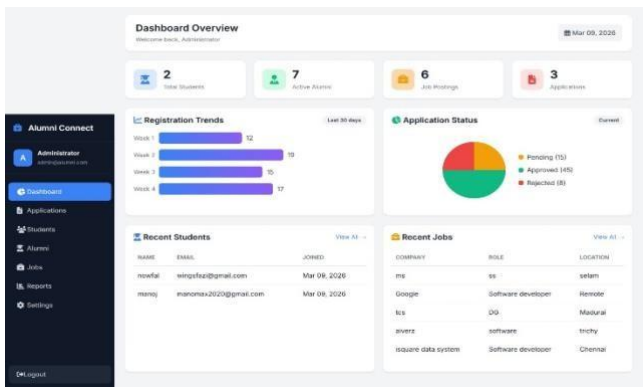 Dashboard Overview
Welcome back, Administrator
Mar 09, 2026
2
Total Students
7
Active Alumni
6
Job Postings
3
Applications
Alumni Connect
A
Administrator
admin@alumni.com
Dashboard
Applications
Students
Alumni
Jobs
Reports
Settings
Logout
Registration Trends
Last 30 days
Week 1 12
Week 2 19
Week 3 15
Week 4 17
Application Status
Current
Pending (15)
Approved (45)
Rejected (8)
Recent Students
View All →
NAME EMAIL JOINED
nowfal wingsfazi@gmail.com Mar 09, 2026
manoj manomax2020@gmail.com Mar 09, 2026
Recent Jobs
View All →
COMPANY ROLE LOCATION
ms ss selam
Google Software developer Remote
tcs DG Madurai
aiverz software trichy
isquare data system Software developer Chennai